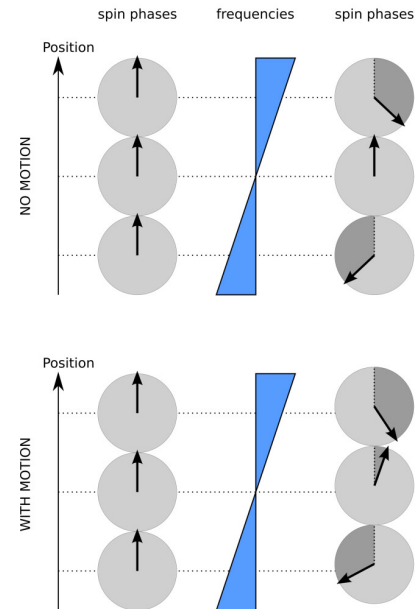 spin phases frequencies spin phases
Position
NO MOTION
Position
WITH MOTION